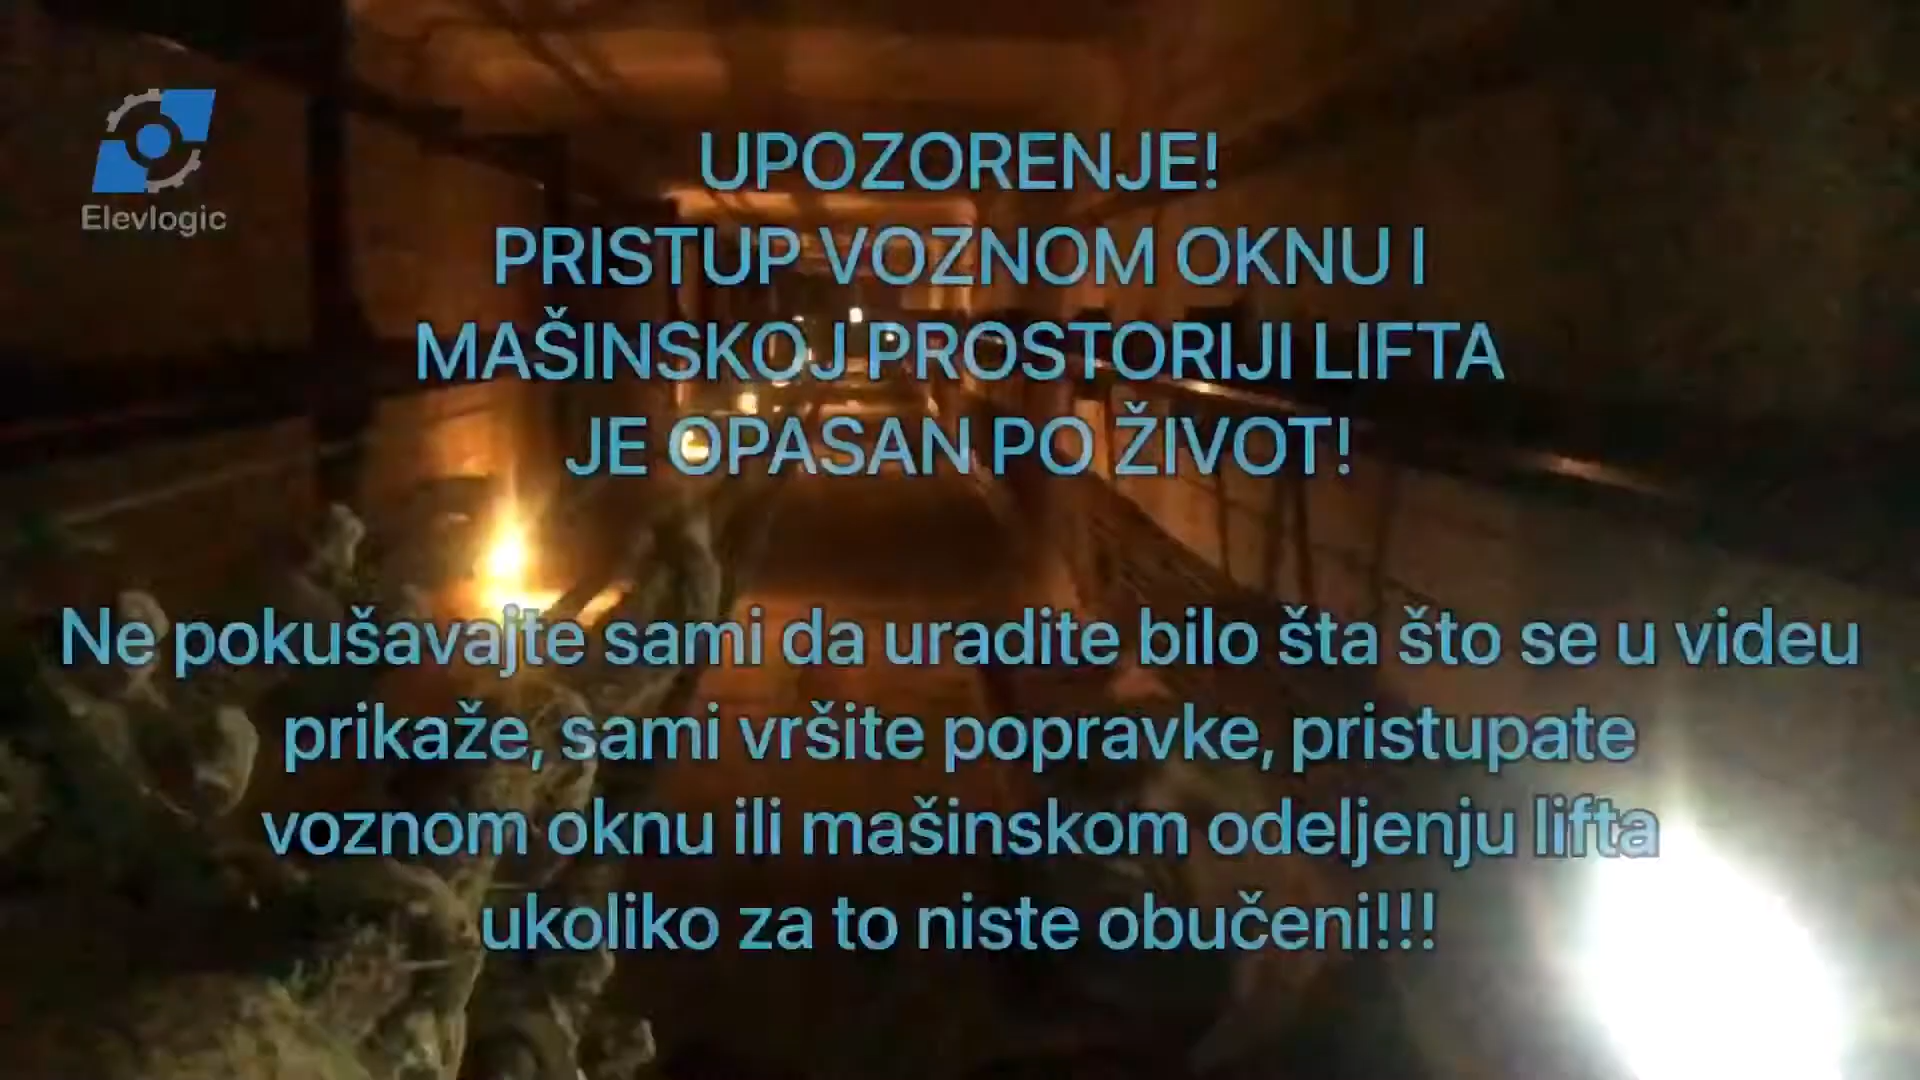 Elevlogic
UPOZORENJE!
PRISTUP VOZNOM OKNU I
MAŠINSKOJ PROSTORIJI LIFTA
JE OPASAN PO ŽIVOT!
Ne pokušavajte sami da uradite bilo šta što se u videu
prikaže, sami vršite popravke, pristupate
voznom oknu ili mašinskom odeljenju lifta
ukoliko za to niste obučeni!!!